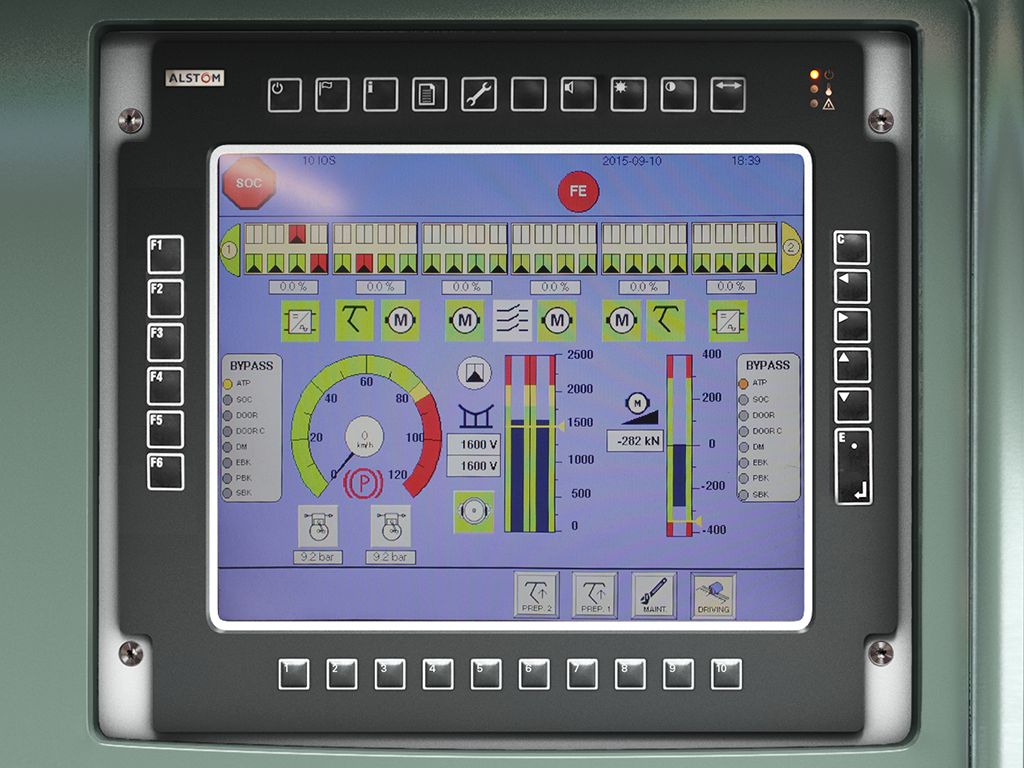 ALSTOM
10 IOS
2015-09-10
18:39
SOC
FE
1
2
0.0 %
0.0 %
0.0 %
0.0 %
0.0 %
0.0 %
M
M
M
M
BYPASS
ATP
SOC
DOOR
DOOR C
DM
EBK
PBK
SBK
0
20
40
60
80
100
120
0
km/h
P
9.2 bar
9.2 bar
1600 V
1600 V
2500
2000
1500
1000
500
0
M
-282 kN
400
200
0
-200
-400
BYPASS
ATP
SOC
DOOR
DOOR C
DM
EBK
PBK
SBK
PREP. 2
PREP. 1
MAINT.
DRIVING
F1
F2
F3
F4
F5
F6
C
E
1
2
3
4
5
6
7
8
9
10